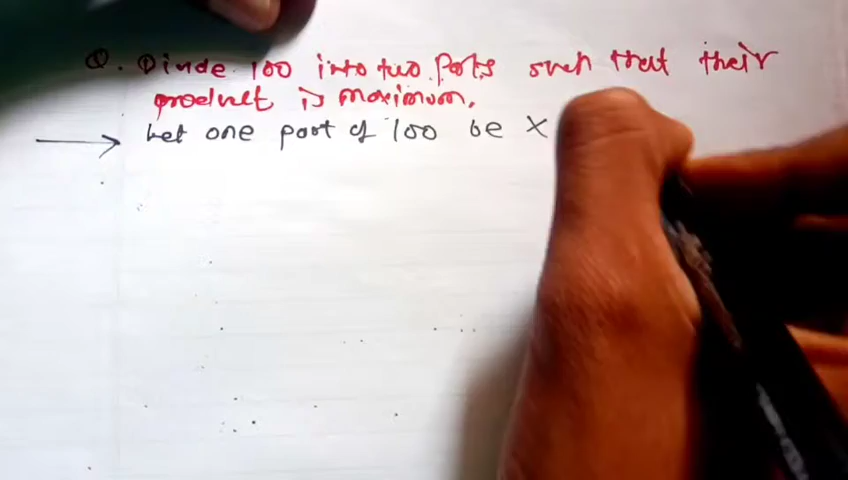 Q. Divide 100 into two Parts such that their
product is maximum.
Let one part of 100 be X